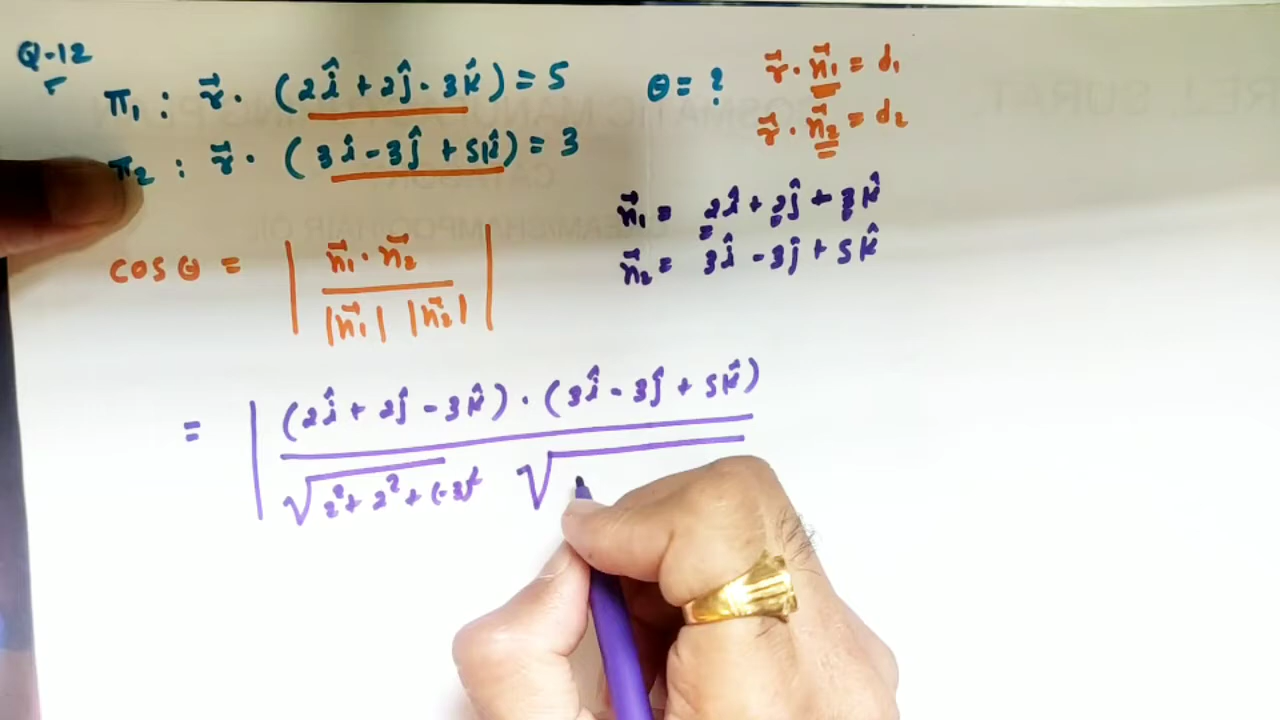 Q-12
π₁ : r⃗ · (2î + 2ĵ - 3k̂) = 5
π₂ : r⃗ · (3î - 3ĵ + 5k̂) = 3
θ = ?
r⃗ · n⃗₁ = d₁
r⃗ · n⃗₂ = d₂
n⃗₁ = 2î + 2ĵ + 3k̂
n⃗₂ = 3î - 3ĵ + 5k̂
cos θ = | n⃗₁ · n⃗₂ / |n⃗₁| |n⃗₂| |
= | (2î + 2ĵ - 3k̂) · (3î - 3ĵ + 5k̂)
√2² + 2² + (-3)² √